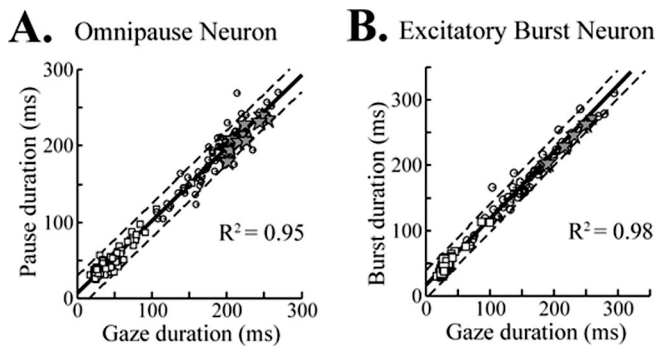 A. Omnipause Neuron
Pause duration (ms)
300
200
100
0
R² = 0.95
0 100 200 300
Gaze duration (ms)
B. Excitatory Burst Neuron
Burst duration (ms)
300
200
100
0
R² = 0.98
0 100 200 300
Gaze duration (ms)